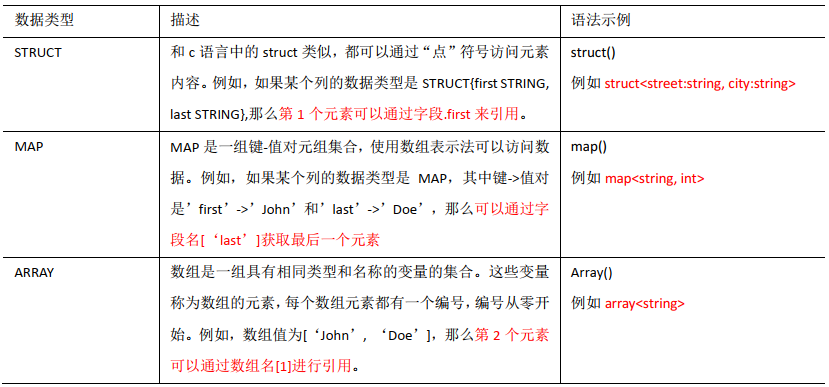 数据类型 描述 语法示例
STRUCT 和 c 语言中的 struct 类似，都可以通过“点”符号访问元素 struct()
内容。例如，如果某个列的数据类型是 STRUCT{first STRING, 例如 struct<street:string, city:string>
last STRING},那么第 1 个元素可以通过字段.first 来引用。
MAP MAP 是一组键-值对元组集合，使用数组表示法可以访问数 map()
据。例如，如果某个列的数据类型是 MAP，其中键->值对 例如 map<string, int>
是’first’->’John’和’last’->’Doe’，那么可以通过字
段名[‘last’]获取最后一个元素
ARRAY 数组是一组具有相同类型和名称的变量的集合。这些变量 Array()
称为数组的元素，每个数组元素都有一个编号，编号从零开 例如 array<string>
始。例如，数组值为[‘John’, ‘Doe’]，那么第 2 个元素
可以通过数组名[1]进行引用。